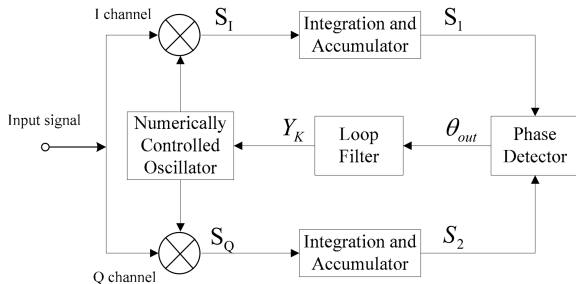 I channel
S_I
Integration and
Accumulator
S_1
Input signal
Numerically
Controlled
Oscillator
Y_K
Loop
Filter
θ_out
Phase
Detector
Q channel
S_Q
Integration and
Accumulator
S_2